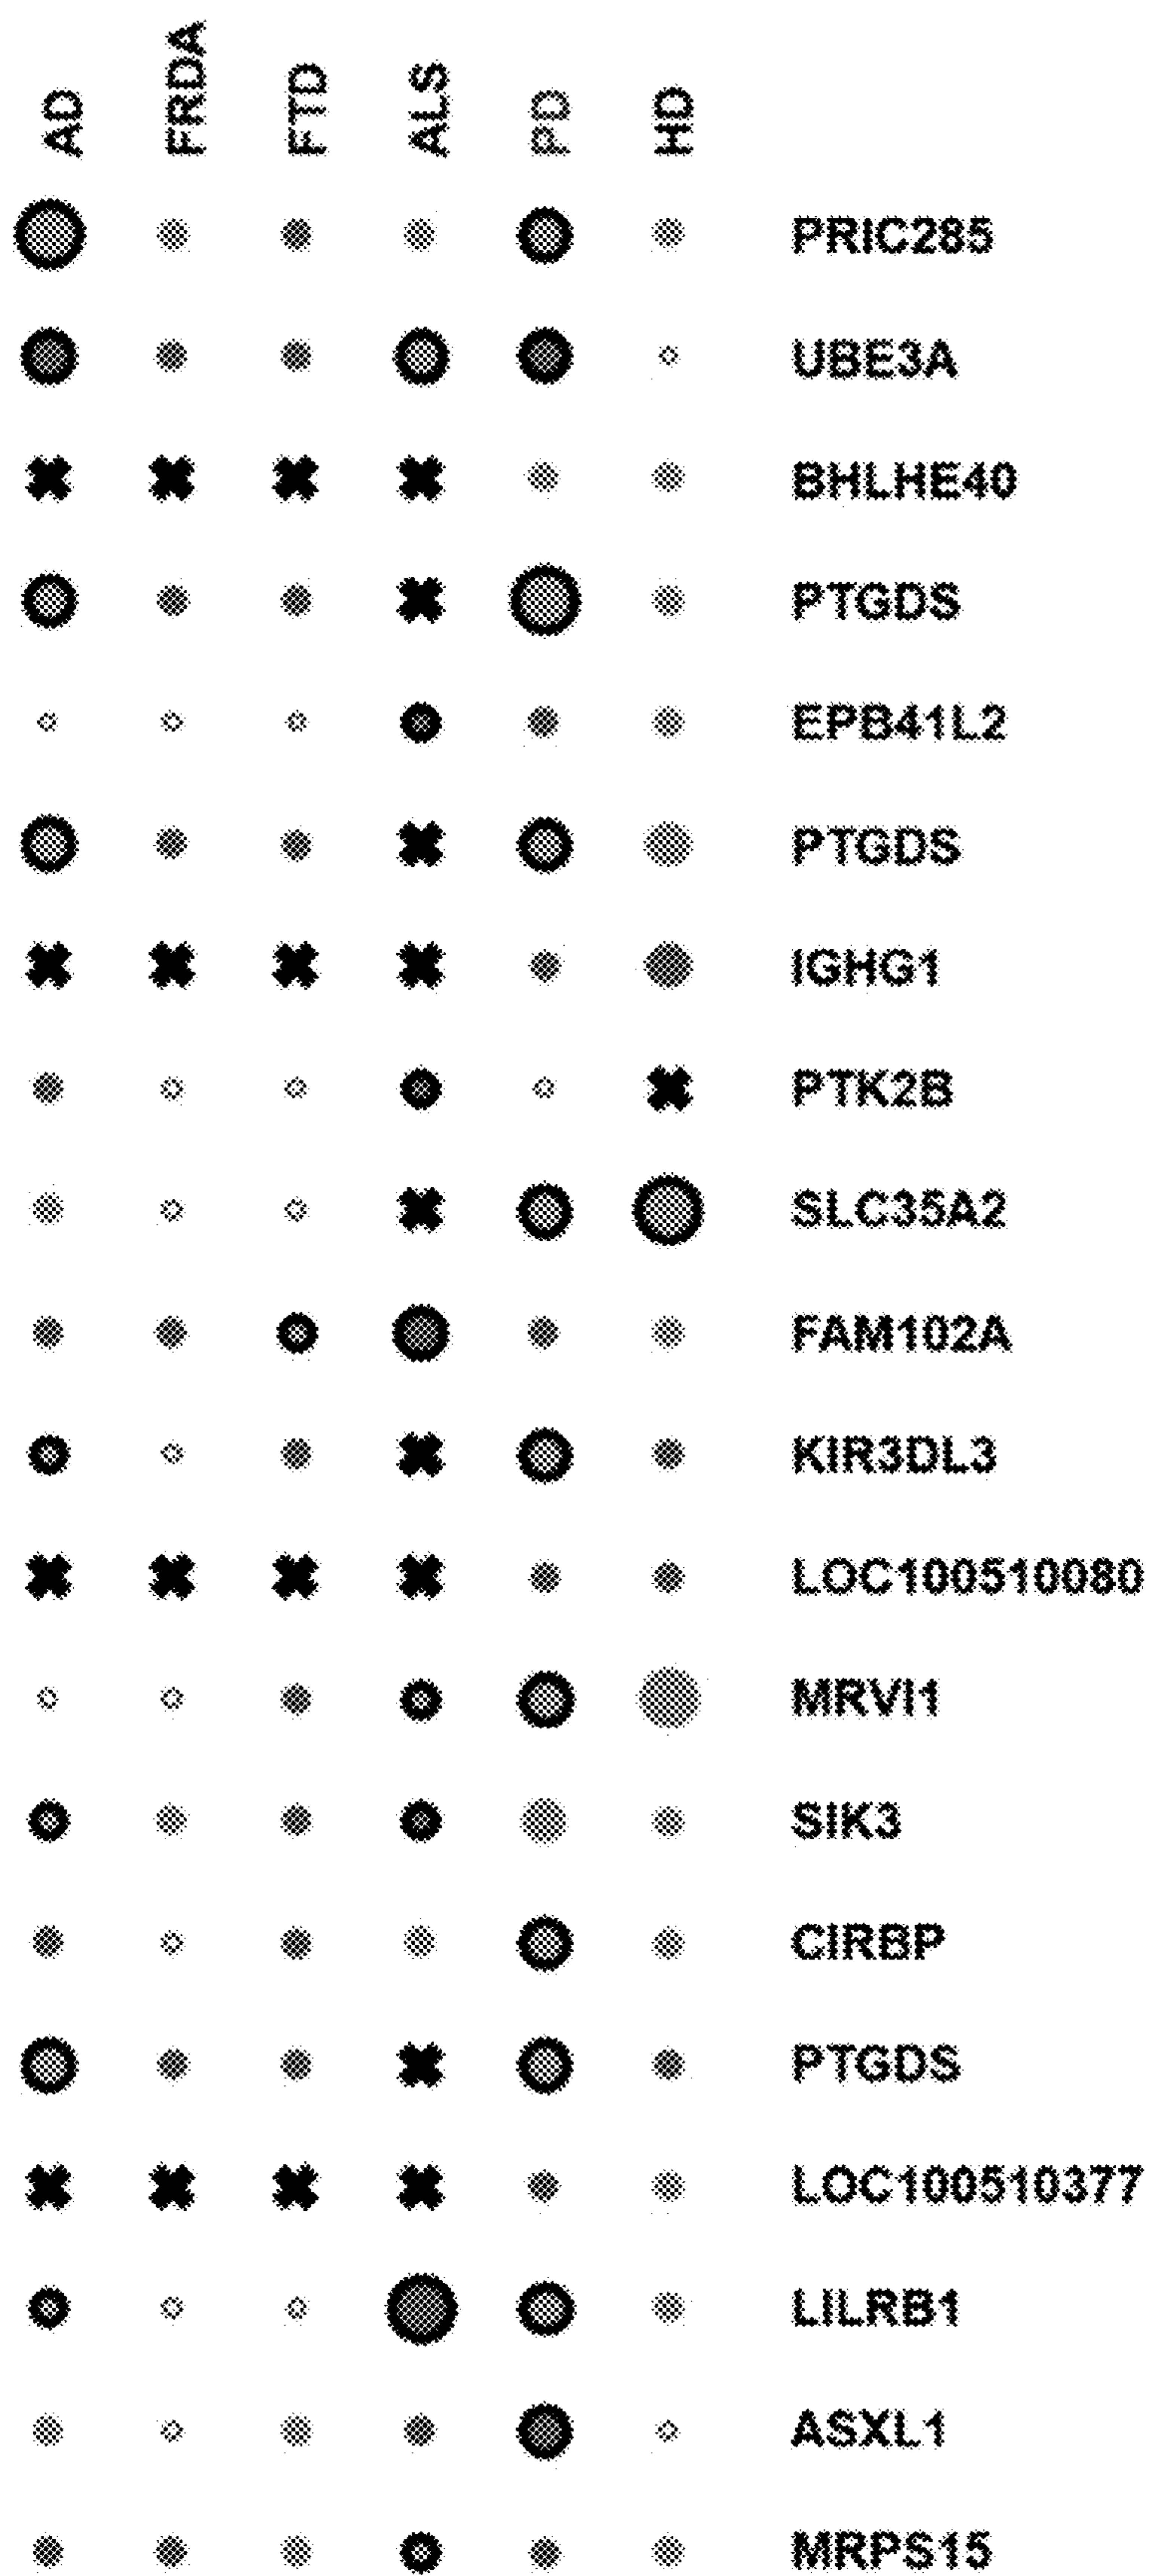 AD FRDA FTD ALS PD HD
PRIC285
UBE3A
BHLHE40
PTGDS
EPB41L2
PTGDS
IGHG1
PTK2B
SLC35A2
FAM102A
KIR3DL3
LOC100510080
MRVI1
SIK3
CIRBP
PTGDS
LOC100510377
LILRB1
ASXL1
MRPS15